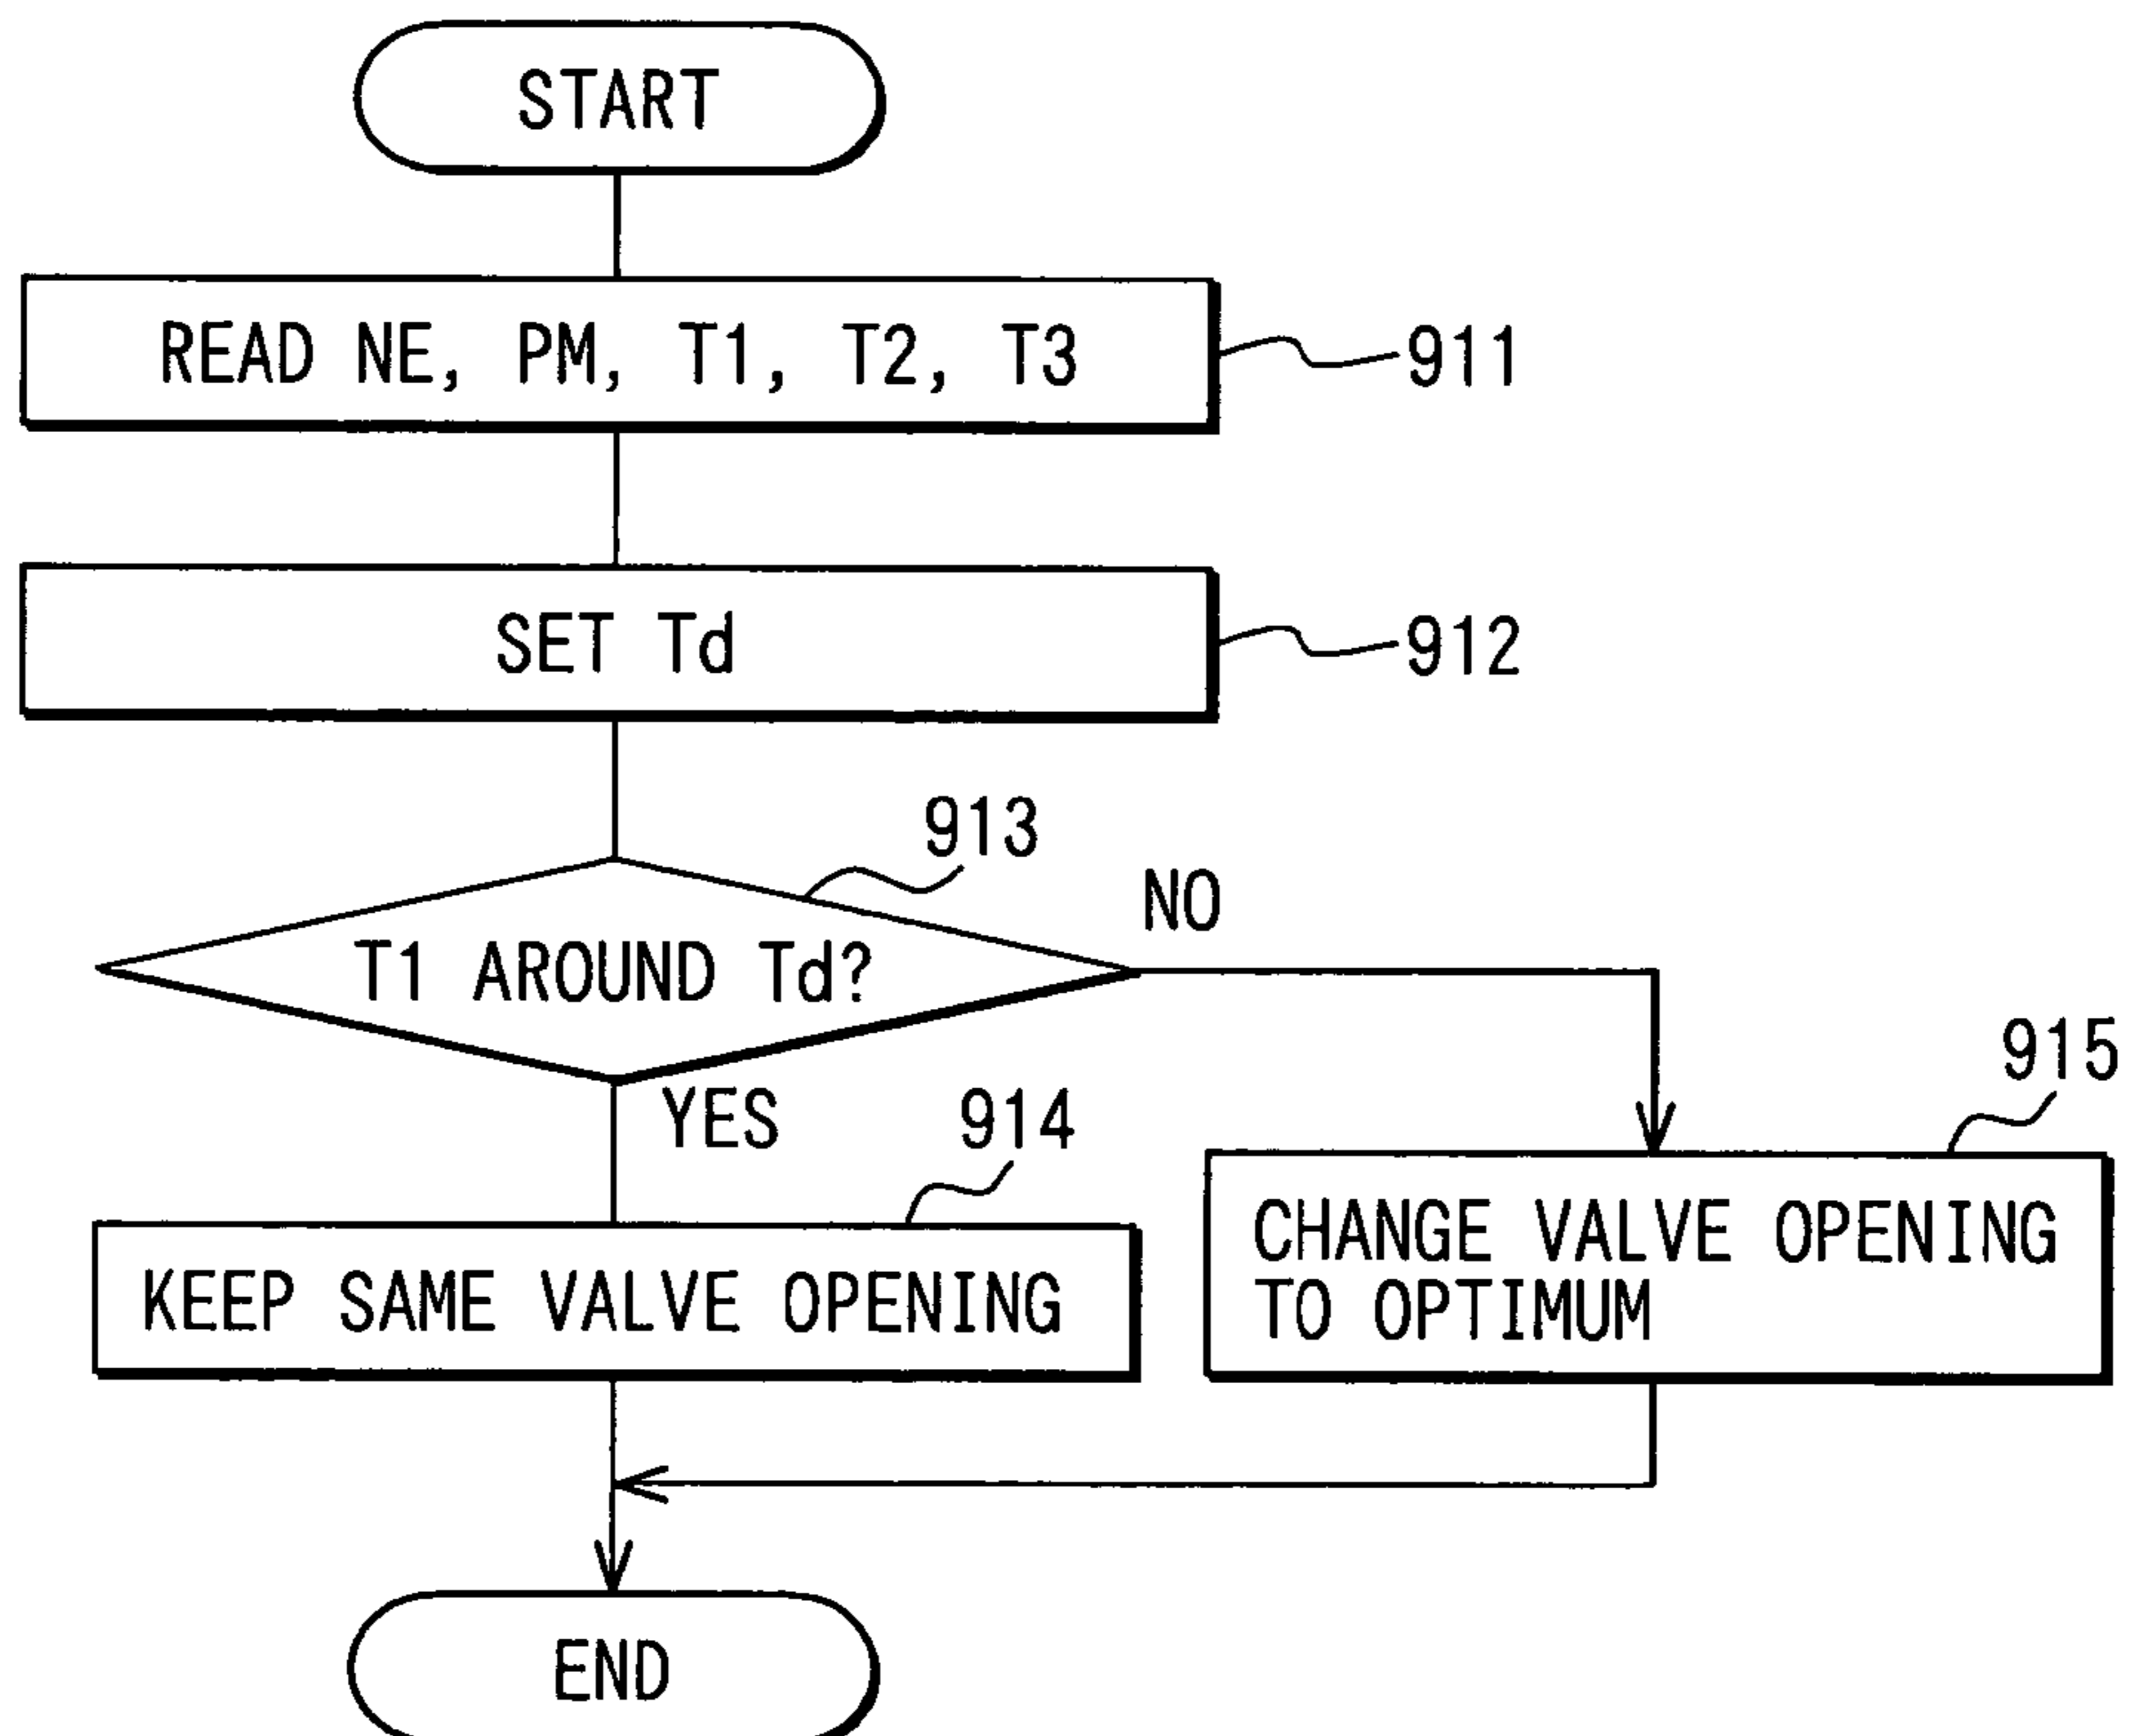 START
READ NE, PM, T1, T2, T3
911
SET Td
912
913
T1 AROUND Td?
NO
YES
914
915
KEEP SAME VALVE OPENING
CHANGE VALVE OPENING
TO OPTIMUM
END